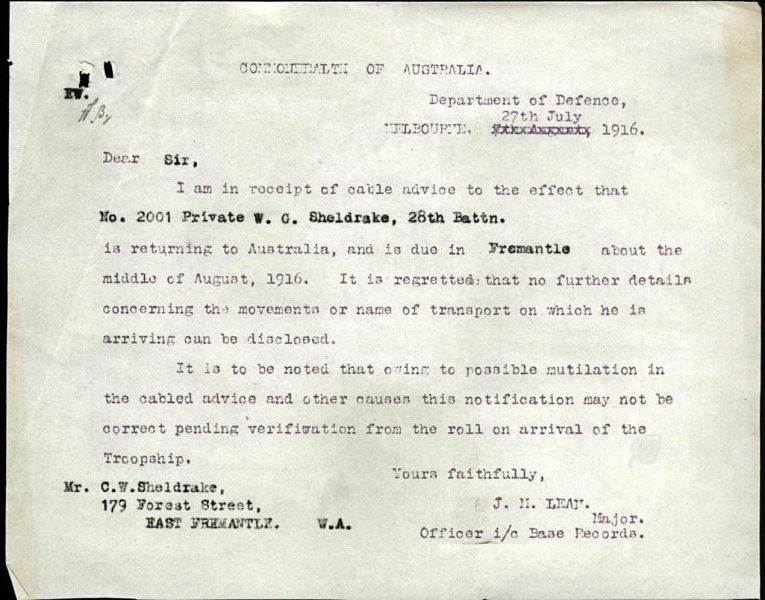 COMMONWEALTH OF AUSTRALIA.
EW.
Department of Defence,
27th July
MELBOURNE. 7th August, 1916.
Dear Sir,
I am in receipt of cable advice to the effect that
No. 2001 Private W. G. Sheldrake, 28th Battn.
is returning to Australia, and is due in Fremantle about the
middle of August, 1916. It is regretted that no further details
concerning the movements or name of transport on which he is
arriving can be disclosed.
It is to be noted that owing to possible mutilation in
the cabled advice and other causes this notification may not be
correct pending verification from the roll on arrival of the
Troopship.
Yours faithfully,
Mr. C.W.Sheldrake,
179 Forest Street,
EAST FREMANTLE. W.A.
J. M. LEAN.
Major.
Officer i/c Base Records.